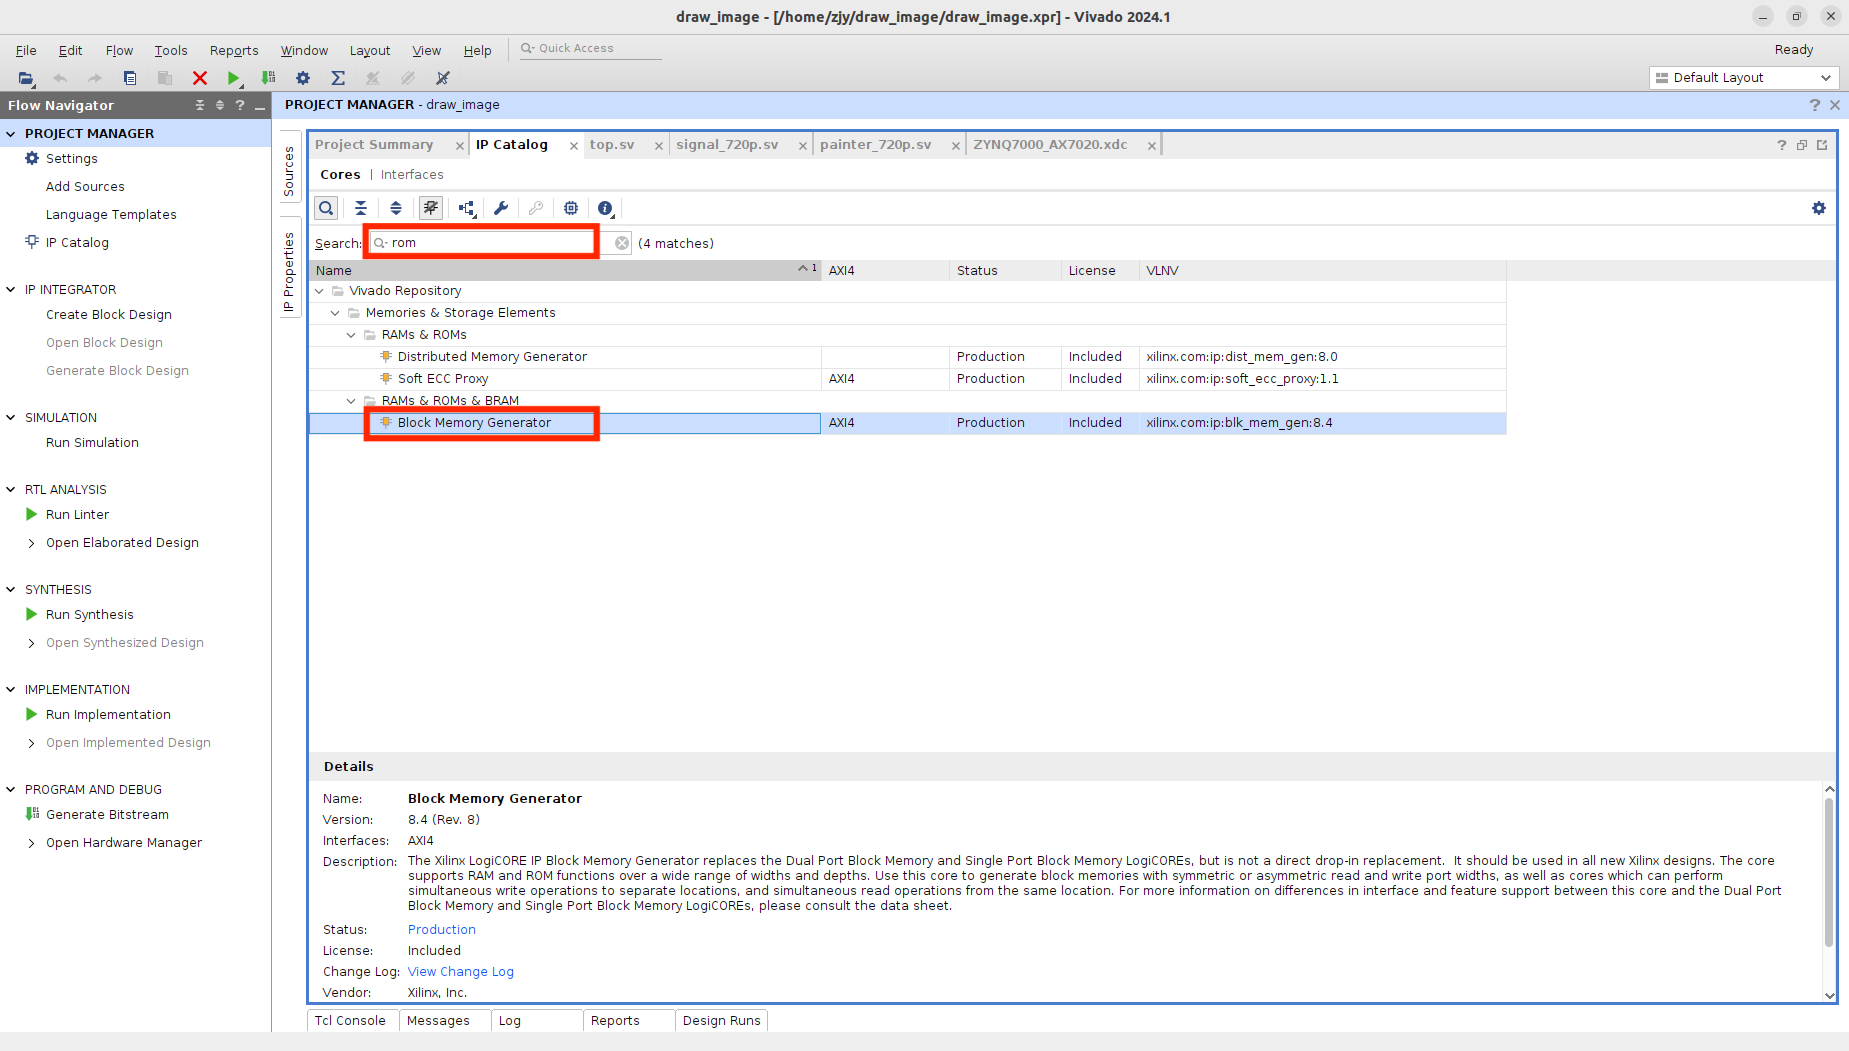 draw_image - [/home/zjy/draw_image/draw_image.xpr] - Vivado 2024.1
File Edit Flow Tools Reports Window Layout View Help Quick Access Ready
Default Layout
Flow Navigator
PROJECT MANAGER - draw_image
PROJECT MANAGER
Settings
Add Sources
Language Templates
IP Catalog
IP INTEGRATOR
Create Block Design
Open Block Design
Generate Block Design
SIMULATION
Run Simulation
RTL ANALYSIS
Run Linter
Open Elaborated Design
SYNTHESIS
Run Synthesis
Open Synthesized Design
IMPLEMENTATION
Run Implementation
Open Implemented Design
PROGRAM AND DEBUG
Generate Bitstream
Open Hardware Manager
Sources
IP Properties
Project Summary IP Catalog top.sv signal_720p.sv painter_720p.sv ZYNQ7000_AX7020.xdc
Cores | Interfaces
Search: rom (4 matches)
Name 1 AXI4 Status License VLNV
Vivado Repository
Memories & Storage Elements
RAMs & ROMs
Distributed Memory Generator Production Included xilinx.com:ip:dist_mem_gen:8.0
Soft ECC Proxy AXI4 Production Included xilinx.com:ip:soft_ecc_proxy:1.1
RAMs & ROMs & BRAM
Block Memory Generator AXI4 Production Included xilinx.com:ip:blk_mem_gen:8.4
Details
Name: Block Memory Generator
Version: 8.4 (Rev. 8)
Interfaces: AXI4
Description: The Xilinx LogiCORE IP Block Memory Generator replaces the Dual Port Block Memory and Single Port Block Memory LogiCOREs, but is not a direct drop-in replacement. It should be used in all new Xilinx designs. The core
supports RAM and ROM functions over a wide range of widths and depths. Use this core to generate block memories with symmetric or asymmetric read and write port widths, as well as cores which can perform
simultaneous write operations to separate locations, and simultaneous read operations from the same location. For more information on differences in interface and feature support between this core and the Dual Port
Block Memory and Single Port Block Memory LogiCOREs, please consult the data sheet.
Status: Production
License: Included
Change Log: View Change Log
Vendor: Xilinx, Inc.
Tcl Console Messages Log Reports Design Runs